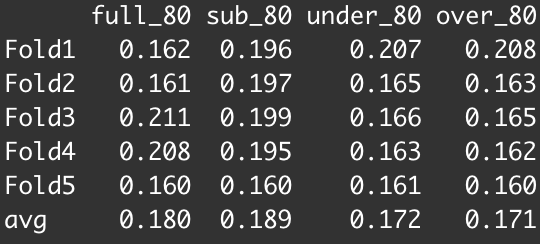 full_80 sub_80 under_80 over_80
Fold1 0.162 0.196 0.207 0.208
Fold2 0.161 0.197 0.165 0.163
Fold3 0.211 0.199 0.166 0.165
Fold4 0.208 0.195 0.163 0.162
Fold5 0.160 0.160 0.161 0.160
avg 0.180 0.189 0.172 0.171